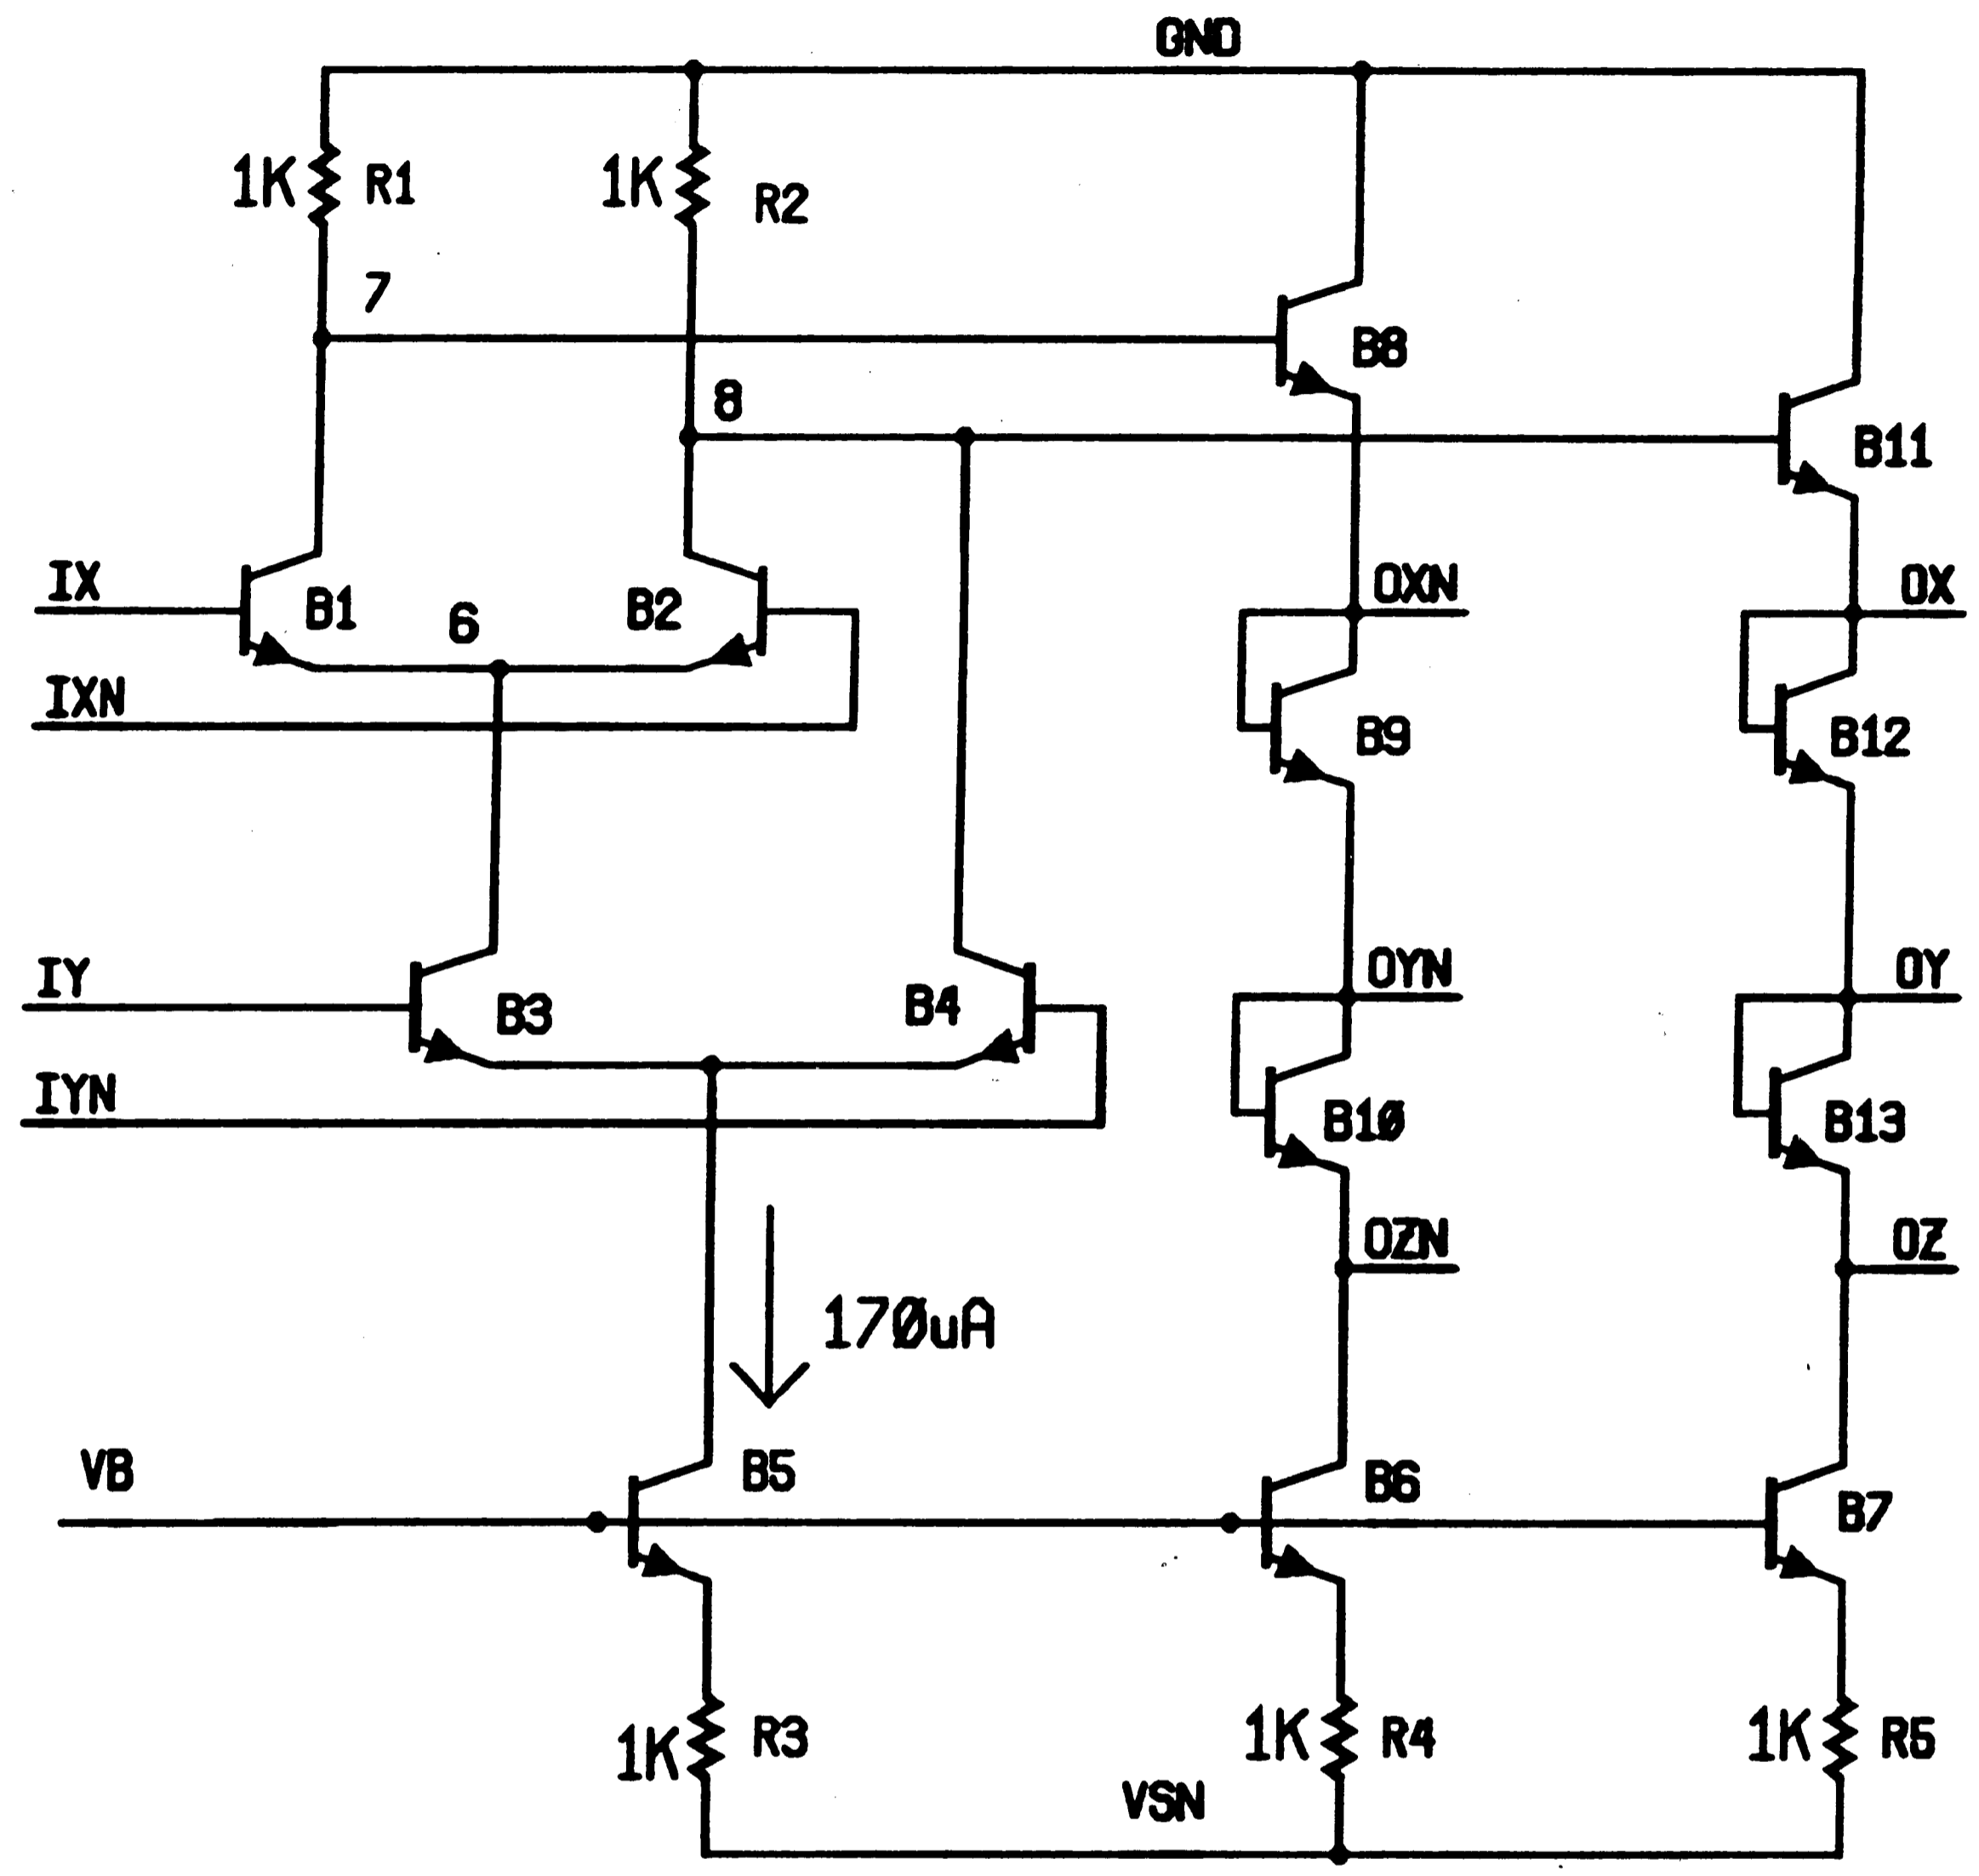 GND
1K R1 1K R2
7
B8
8
B11
IX B1 6 B2 OXN OX
IXN
B9 B12
IY B3 B4 OYN OY
IYN B10 B13
OZN OZ
170uA
VB B5 B6 B7
1K R3 1K R4 1K R5
VSN